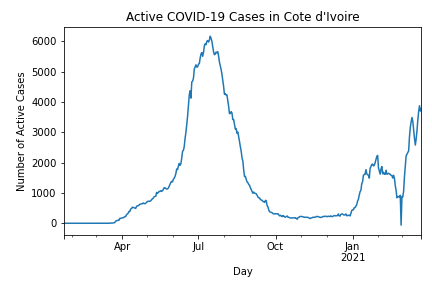 Active COVID-19 Cases in Cote d'Ivoire
Number of Active Cases
6000
5000
4000
3000
2000
1000
0
Apr
Jul
Oct
Jan
2021
Day